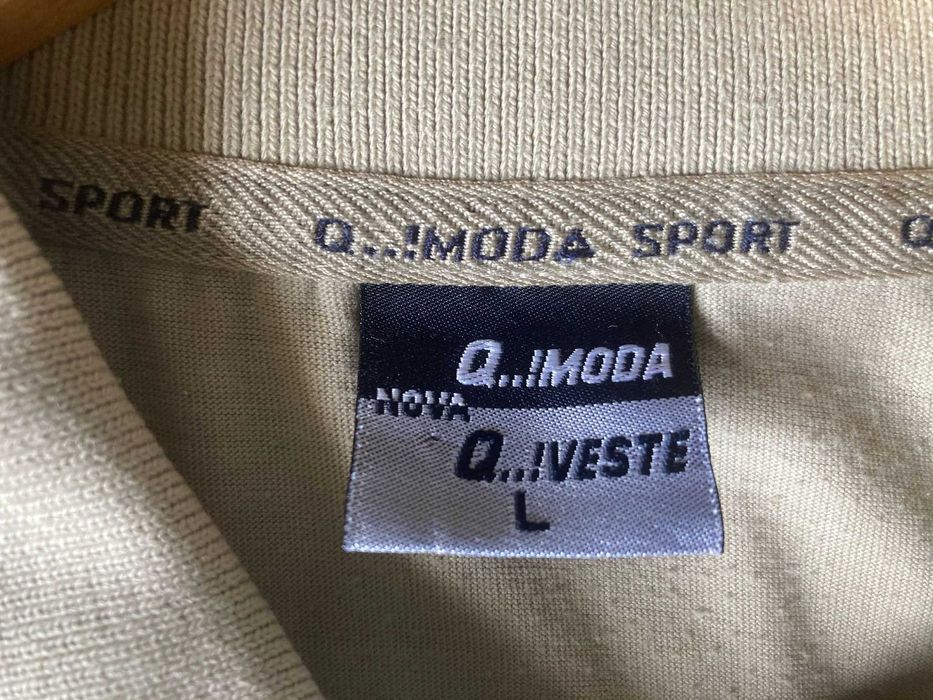 SPORT Q..!MODA SPORT Q
Q..!MODA
NOVA
Q..!VESTE
L